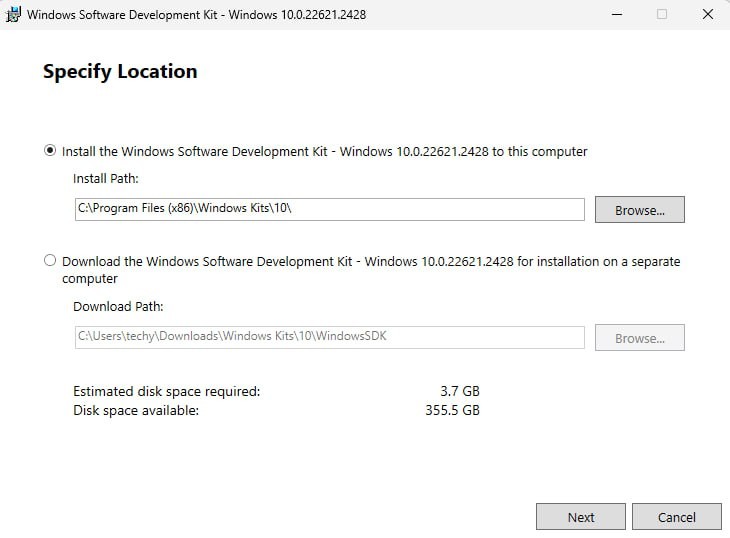 Windows Software Development Kit - Windows 10.0.22621.2428
Specify Location
Install the Windows Software Development Kit - Windows 10.0.22621.2428 to this computer
Install Path:
C:\Program Files (x86)\Windows Kits\10\
Browse...
Download the Windows Software Development Kit - Windows 10.0.22621.2428 for installation on a separate
computer
Download Path:
C:\Users\techy\Downloads\Windows Kits\10\WindowsSDK
Browse...
Estimated disk space required: 3.7 GB
Disk space available: 355.5 GB
Next Cancel